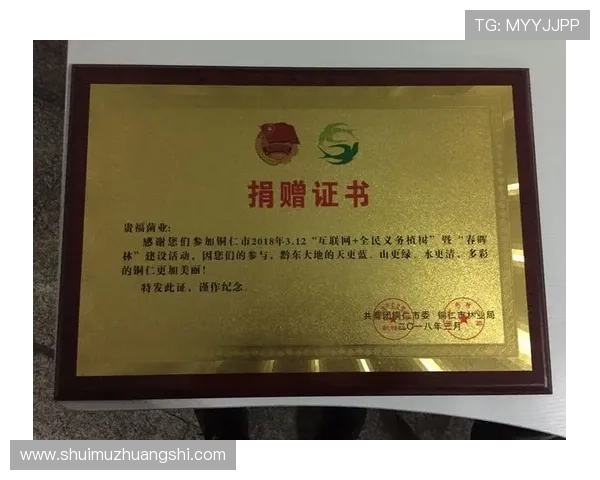 TG: MYYJJPP
捐赠证书
贵福菌业:
感谢您们参加铜仁市2018年3.12“互联网+全民义务植树”暨“春晖
林”建设活动，因您们的参与，黔东大地的天更蓝、山更绿、水更清，多彩
的铜仁更加美丽!
特发此证，谨作纪念。
共青团铜仁市委 铜仁市林业局
二〇一八年三月
www.shuimuzhuangshi.com